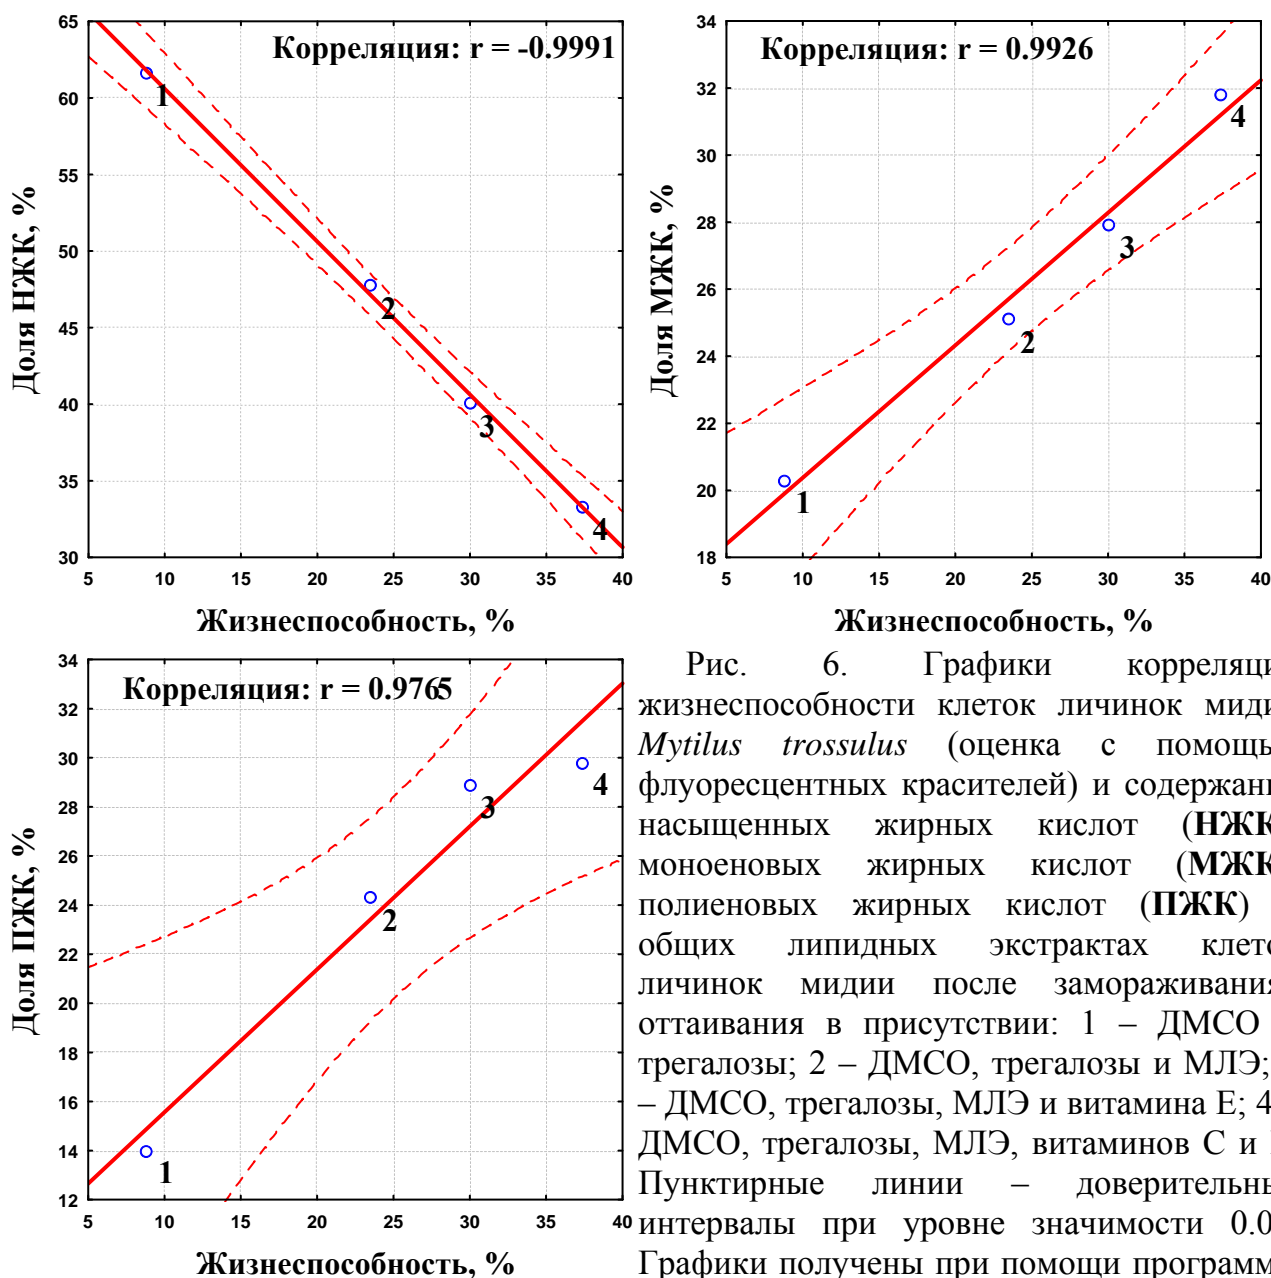 Корреляция: r = -0.9991
Доля НЖК, %
65
60
55
50
45
40
35
30
1
2
3
4
5 10 15 20 25 30 35 40
Жизнеспособность, %
Корреляция: r = 0.9926
Доля МЖК, %
34
32
30
28
26
24
22
20
18
4
3
2
1
5 10 15 20 25 30 35 40
Жизнеспособность, %
Корреляция: r = 0.9765
Доля ПЖК, %
34
32
30
28
26
24
22
20
18
16
14
12
4
3
2
1
5 10 15 20 25 30 35 40
Жизнеспособность, %
Рис. 6. Графики корреляци
жизнеспособности клеток личинок миди
Mytilus trossulus (оценка с помощь
флуоресцентных красителей) и содержани
насыщенных жирных кислот (НЖК
моноеновых жирных кислот (МЖК
полиеновых жирных кислот (ПЖК)
общих липидных экстрактах клето
личинок мидии после замораживания
оттаивания в присутствии: 1 – ДМСО
трегалозы; 2 – ДМСО, трегалозы и МЛЭ;
– ДМСО, трегалозы, МЛЭ и витамина Е; 4
ДМСО, трегалозы, МЛЭ, витаминов С и
Пунктирные линии – доверительны
интервалы при уровне значимости 0.0
Графики получены при помощи программ